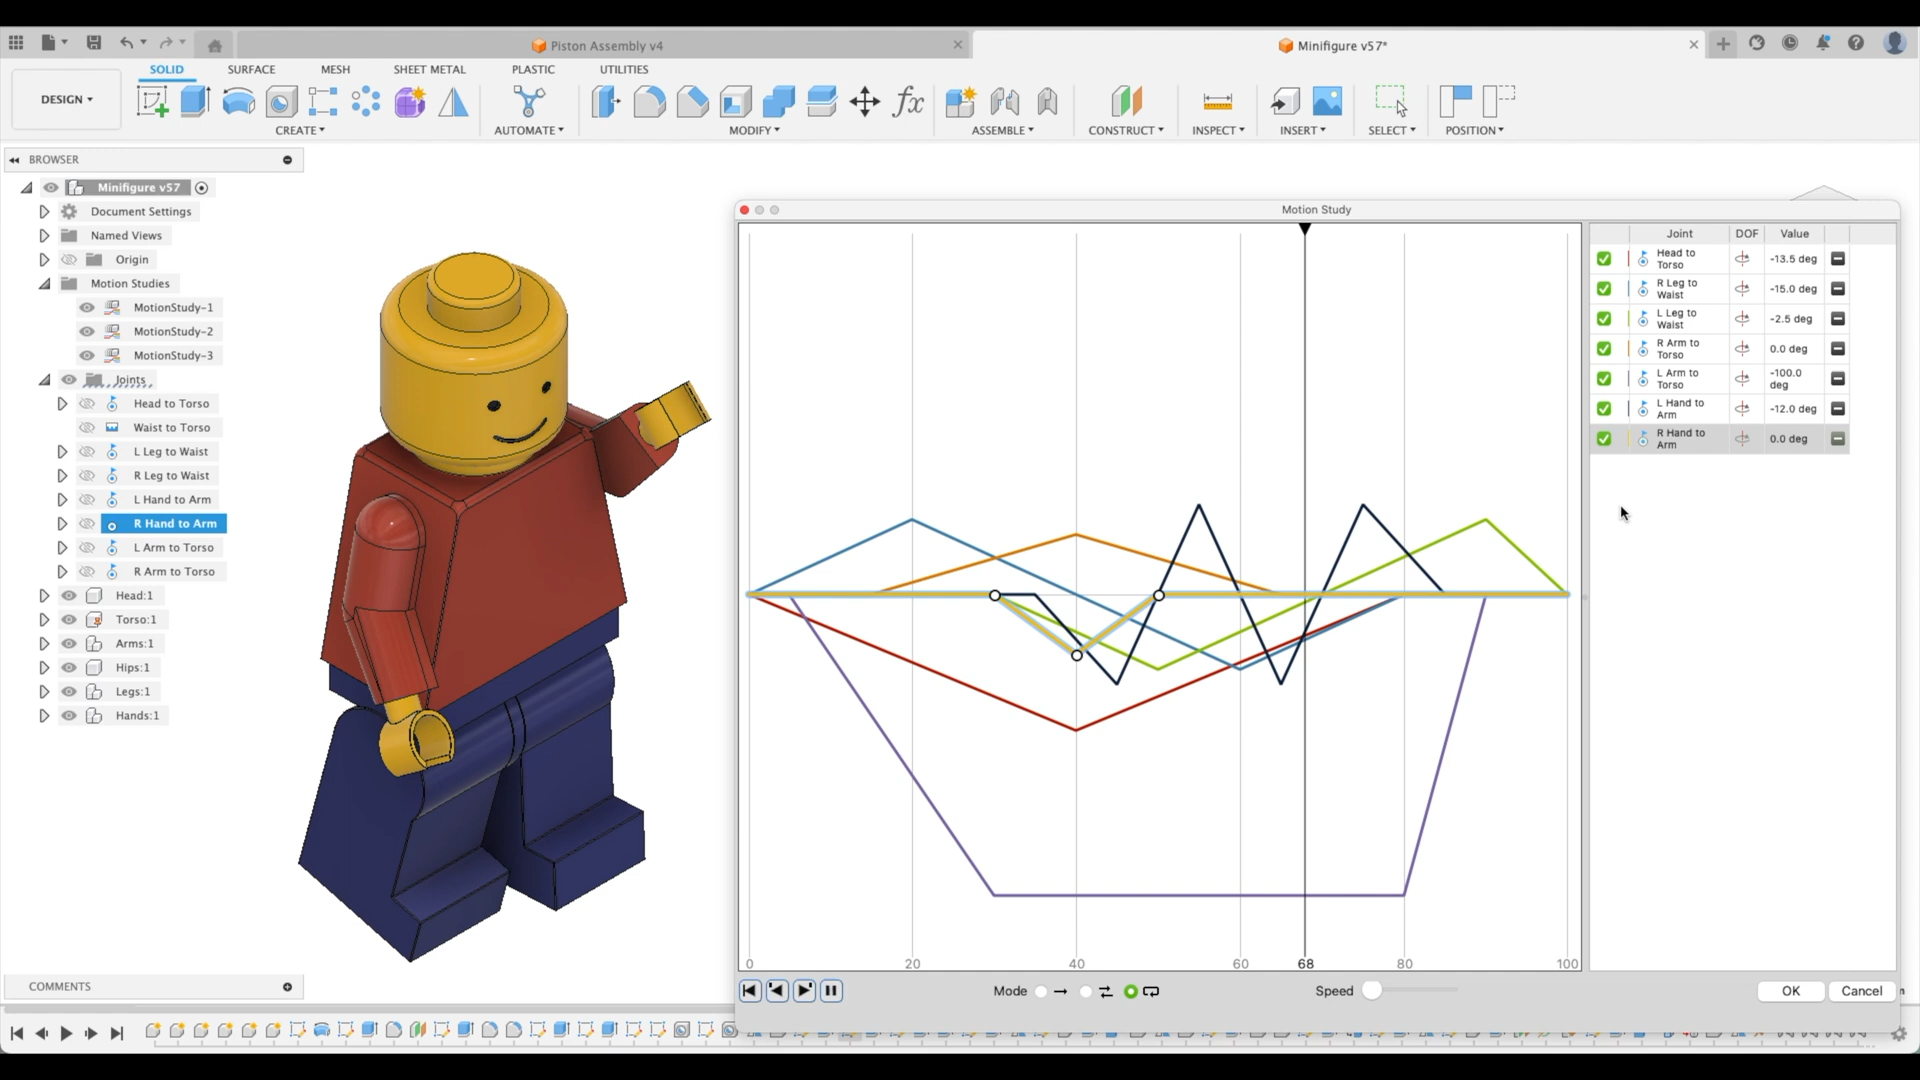 Piston Assembly v4
Minifigure v57*
DESIGN
SOLID
SURFACE
MESH
SHEET METAL
PLASTIC
UTILITIES
CREATE
AUTOMATE
MODIFY
ASSEMBLE
CONSTRUCT
INSPECT
INSERT
SELECT
POSITION
fx
BROWSER
Minifigure v57
Document Settings
Named Views
Origin
Motion Studies
MotionStudy-1
MotionStudy-2
MotionStudy-3
Joints
Head to Torso
Waist to Torso
L Leg to Waist
R Leg to Waist
L Hand to Arm
R Hand to Arm
L Arm to Torso
R Arm to Torso
Head:1
Torso:1
Arms:1
Hips:1
Legs:1
Hands:1
COMMENTS
Motion Study
Joint DOF Value
Head to
Torso
-13.5 deg
R Leg to
Waist
-15.0 deg
L Leg to
Waist
-2.5 deg
R Arm to
Torso
0.0 deg
L Arm to
Torso
-100.0
deg
L Hand to
Arm
-12.0 deg
R Hand to
Arm
0.0 deg
0 20 40 60 68 80 100
Mode
Speed
OK
Cancel